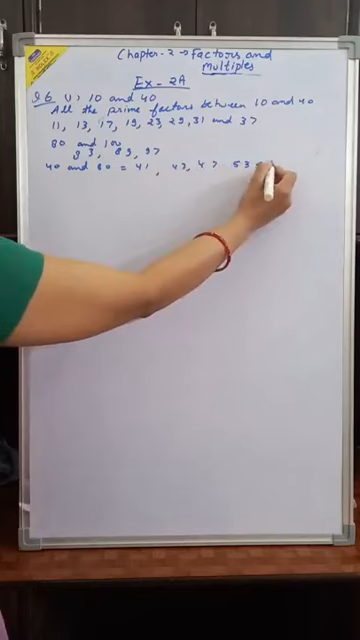 Chapter-2 → Factors and
Multiples
Ex-2A
Q6 (i) 10 and 40
All the prime factors between 10 and 40
11, 13, 17, 19, 23, 29, 31 and 37
80 and 100
83, 89, 97
40 and 80 = 41, 43, 47 53